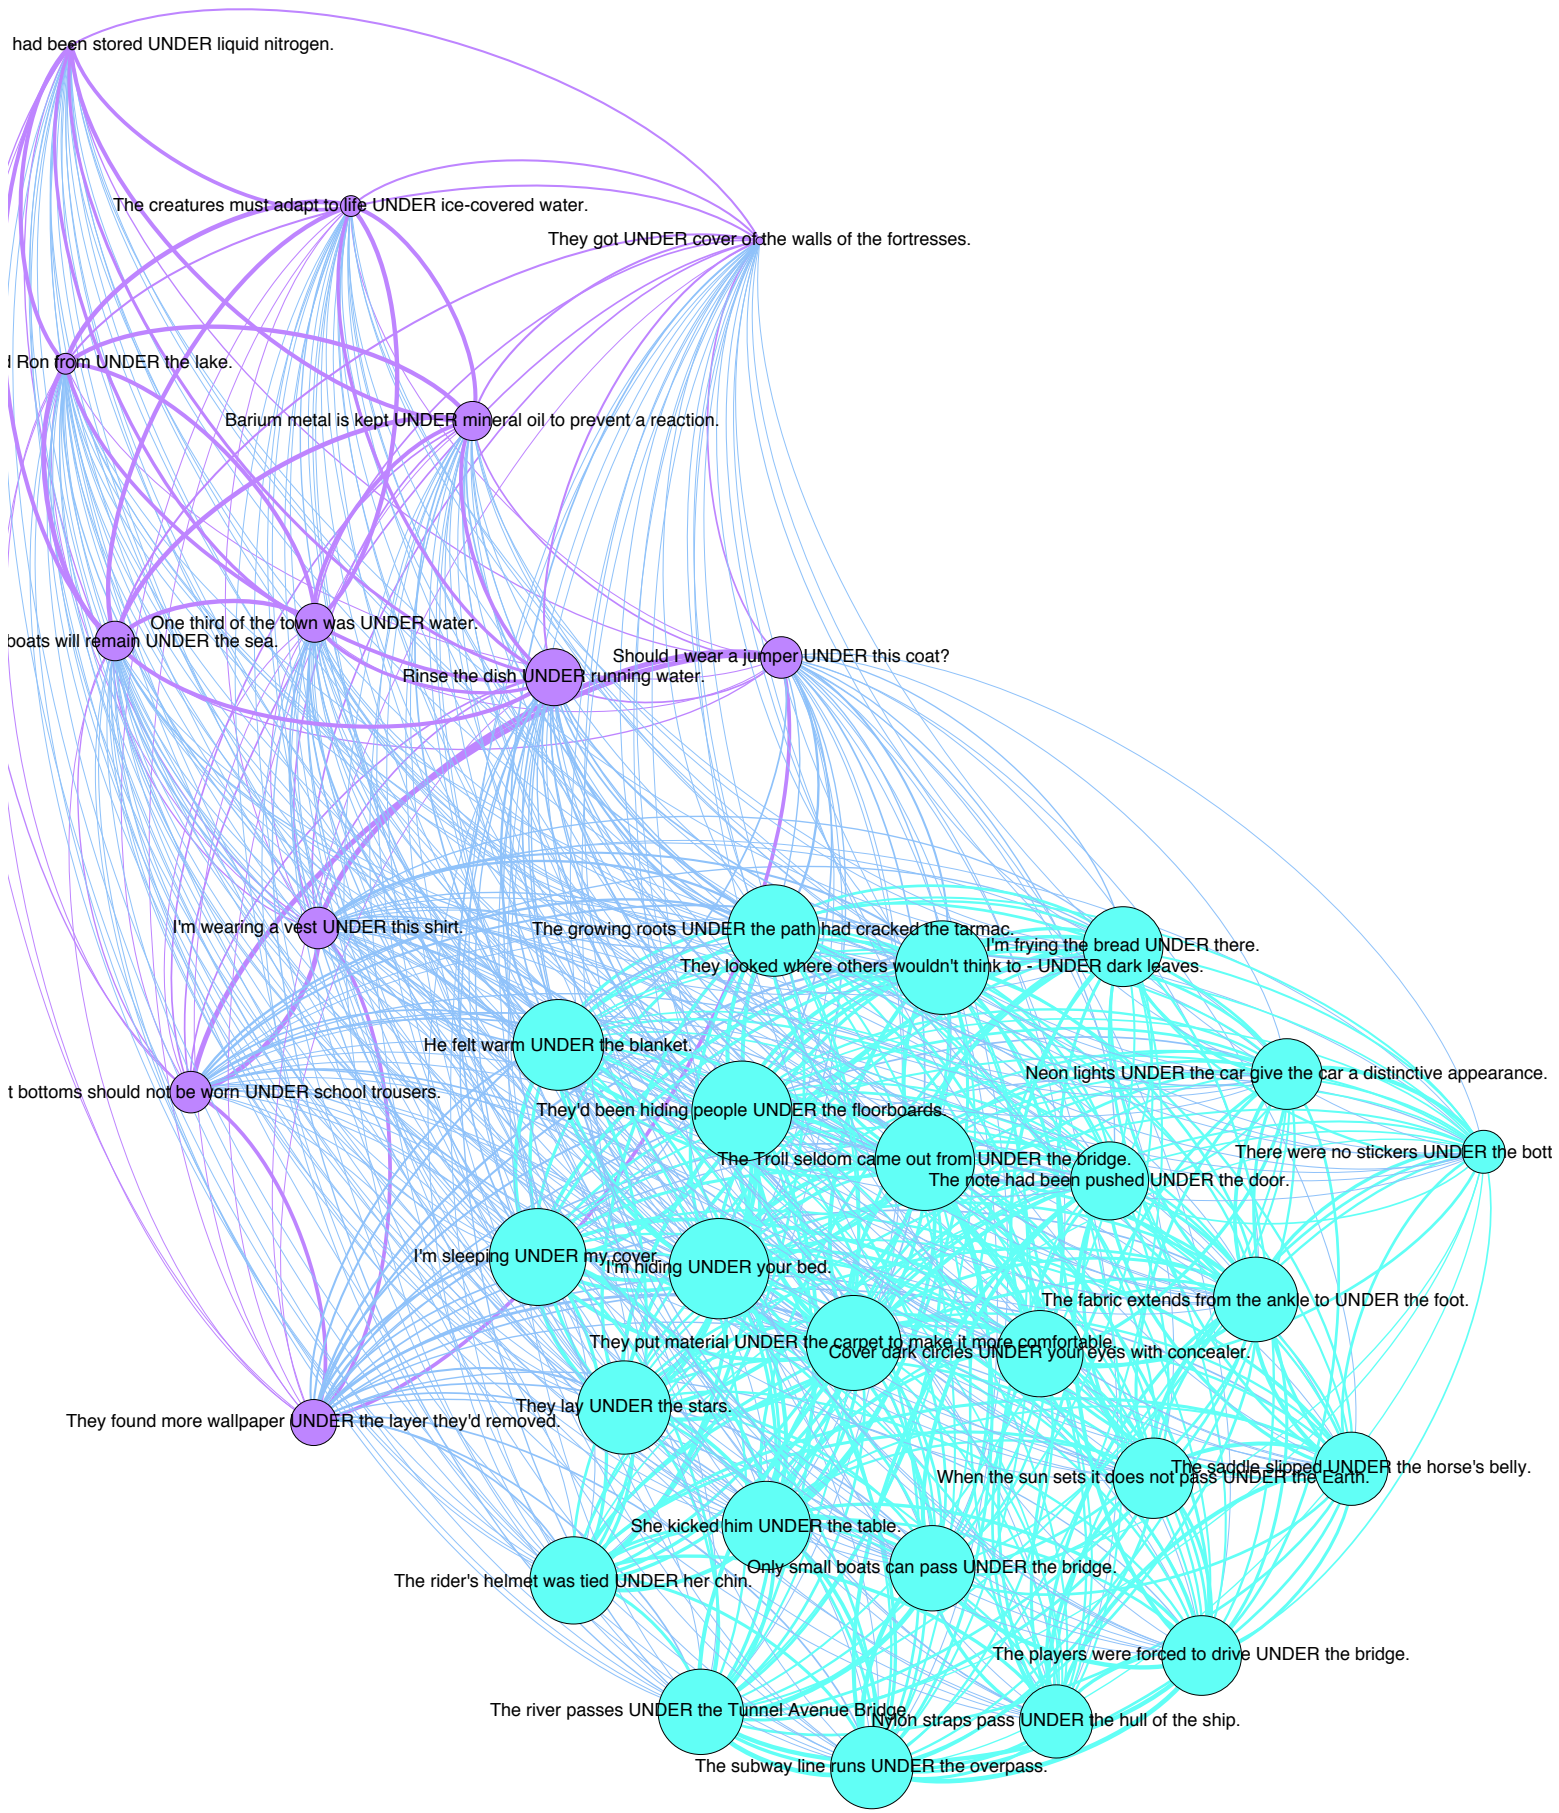 had been stored UNDER liquid nitrogen.
The creatures must adapt to life UNDER ice-covered water.
They got UNDER cover of the walls of the fortresses.
Ron from UNDER the lake.
Barium metal is kept UNDER mineral oil to prevent a reaction.
One third of the town was UNDER water.
boats will remain UNDER the sea.
Should I wear a jumper UNDER this coat?
Rinse the dish UNDER running water.
I'm wearing a vest UNDER this shirt.
The growing roots UNDER the path had cracked the tarmac.
I'm frying the bread UNDER there.
They looked where others wouldn't think to - UNDER dark leaves.
He felt warm UNDER the blanket.
Neon lights UNDER the car give the car a distinctive appearance.
t bottoms should not be worn UNDER school trousers.
They'd been hiding people UNDER the floorboards.
There were no stickers UNDER the bott
The Troll seldom came out from UNDER the bridge.
The note had been pushed UNDER the door.
I'm sleeping UNDER my cover.
I'm hiding UNDER your bed.
The fabric extends from the ankle to UNDER the foot.
They put material UNDER the carpet to make it more comfortable.
Cover dark circles UNDER your eyes with concealer.
They lay UNDER the stars.
They found more wallpaper UNDER the layer they'd removed.
The saddle slipped UNDER the horse's belly.
When the sun sets it does not pass UNDER the Earth.
She kicked him UNDER the table.
Only small boats can pass UNDER the bridge.
The rider's helmet was tied UNDER her chin.
The players were forced to drive UNDER the bridge.
The river passes UNDER the Tunnel Avenue Bridge.
Nylon straps pass UNDER the hull of the ship.
The subway line runs UNDER the overpass.